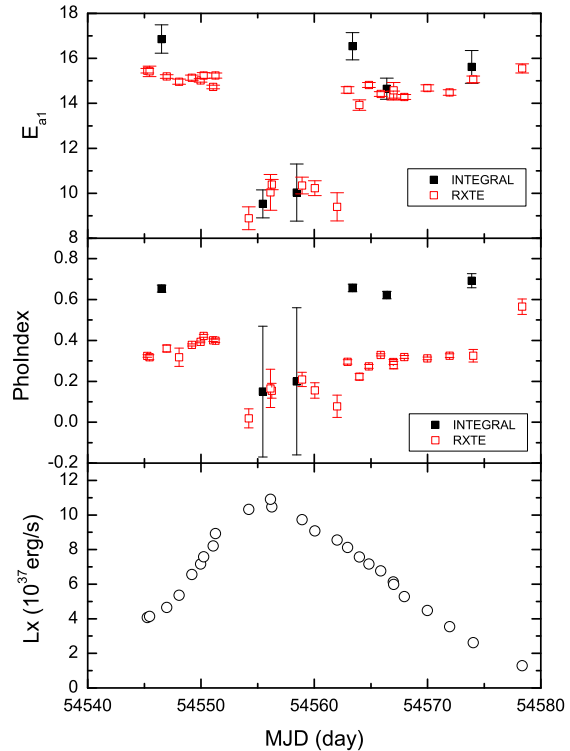 18
16
14
12
10
8
E_a1
INTEGRAL
RXTE
0.8
0.6
0.4
0.2
0.0
-0.2
PhoIndex
INTEGRAL
RXTE
12
10
8
6
4
2
0
Lx (10^37 erg/s)
54540 54550 54560 54570 54580
MJD (day)